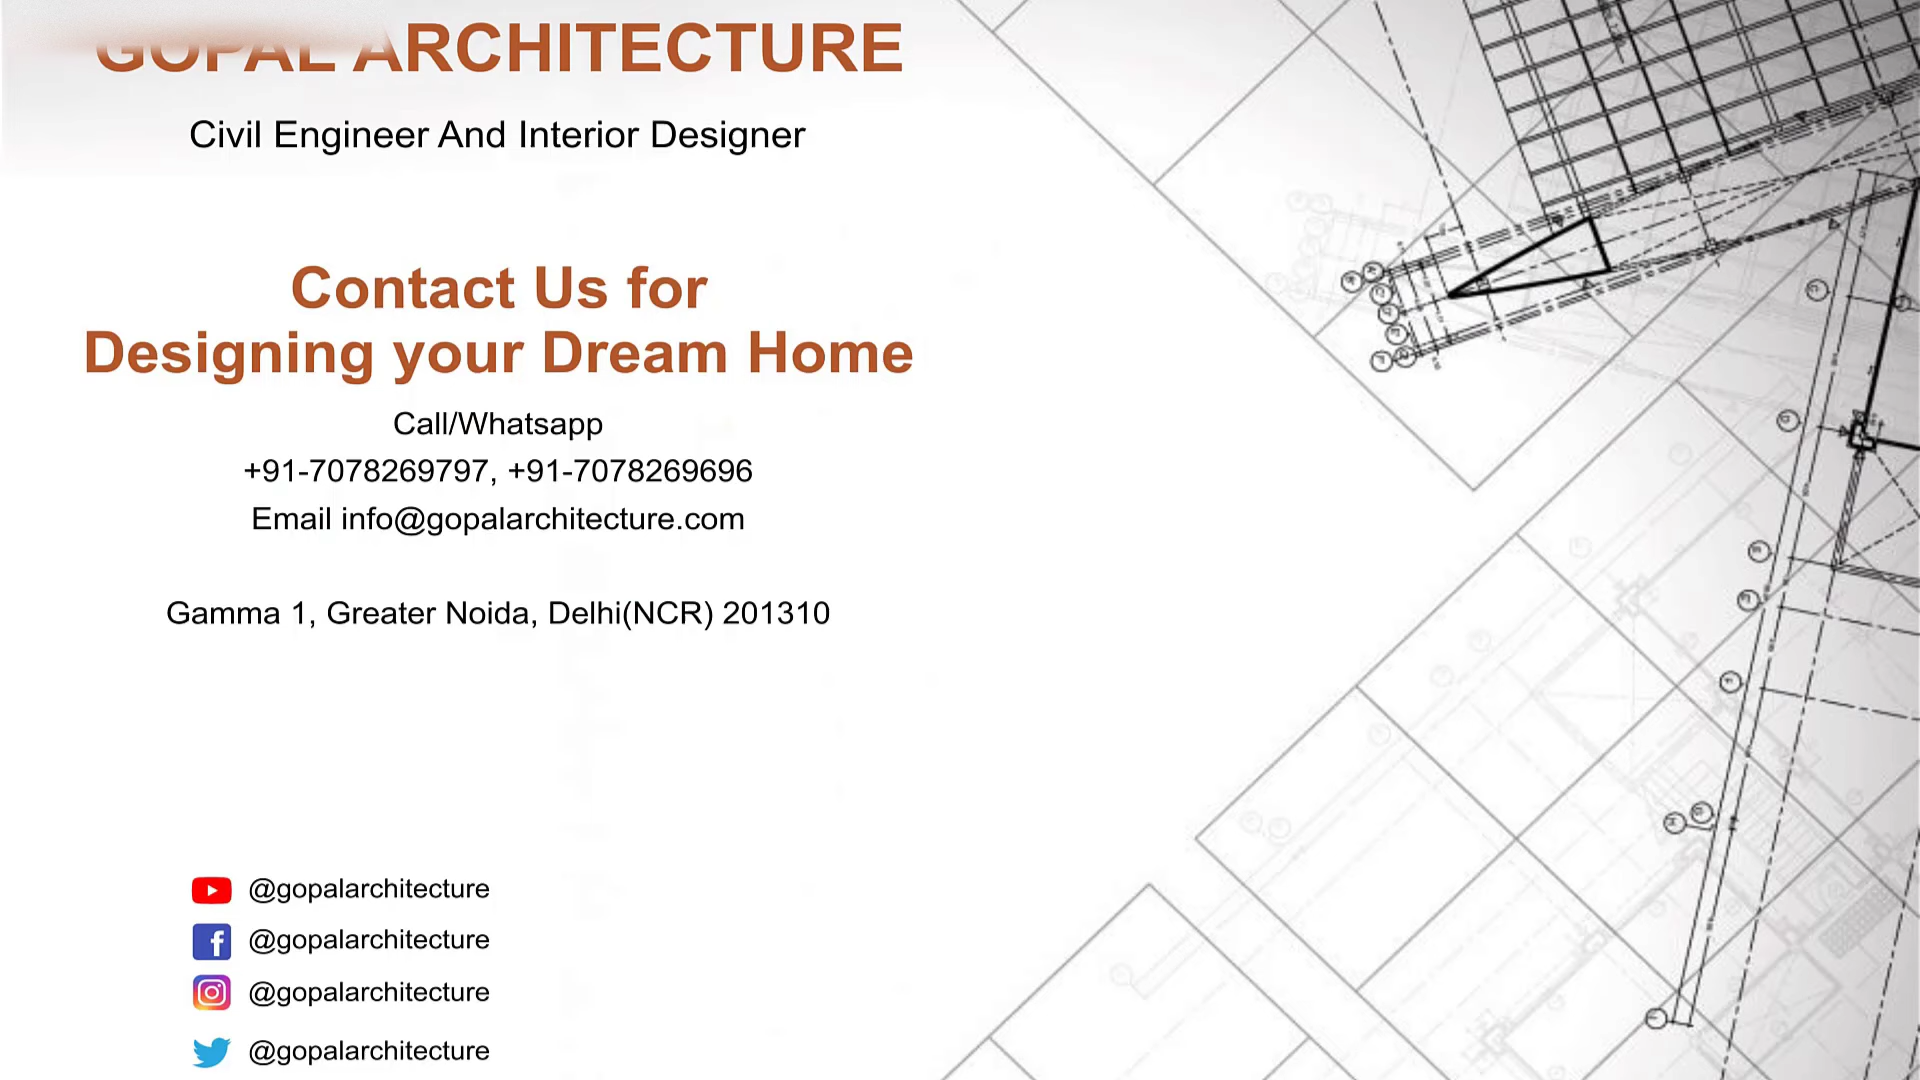 GOPAL ARCHITECTURE
Civil Engineer And Interior Designer
Contact Us for
Designing your Dream Home
Call/Whatsapp
+91-7078269797, +91-7078269696
Email info@gopalarchitecture.com
Gamma 1, Greater Noida, Delhi(NCR) 201310
@gopalarchitecture
@gopalarchitecture
@gopalarchitecture
@gopalarchitecture